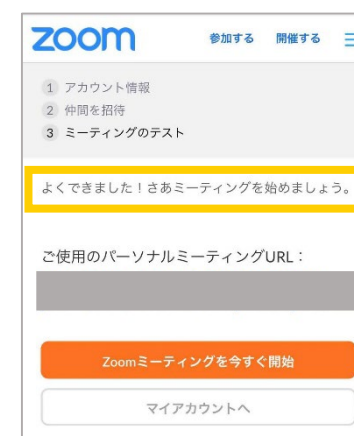 zoom 参加する 開催する
1 アカウント情報
2 仲間を招待
3 ミーティングのテスト
よくできました！さあミーティングを始めましょう。
ご使用のパーソナルミーティングURL：
Zoomミーティングを今すぐ開始
マイアカウントへ